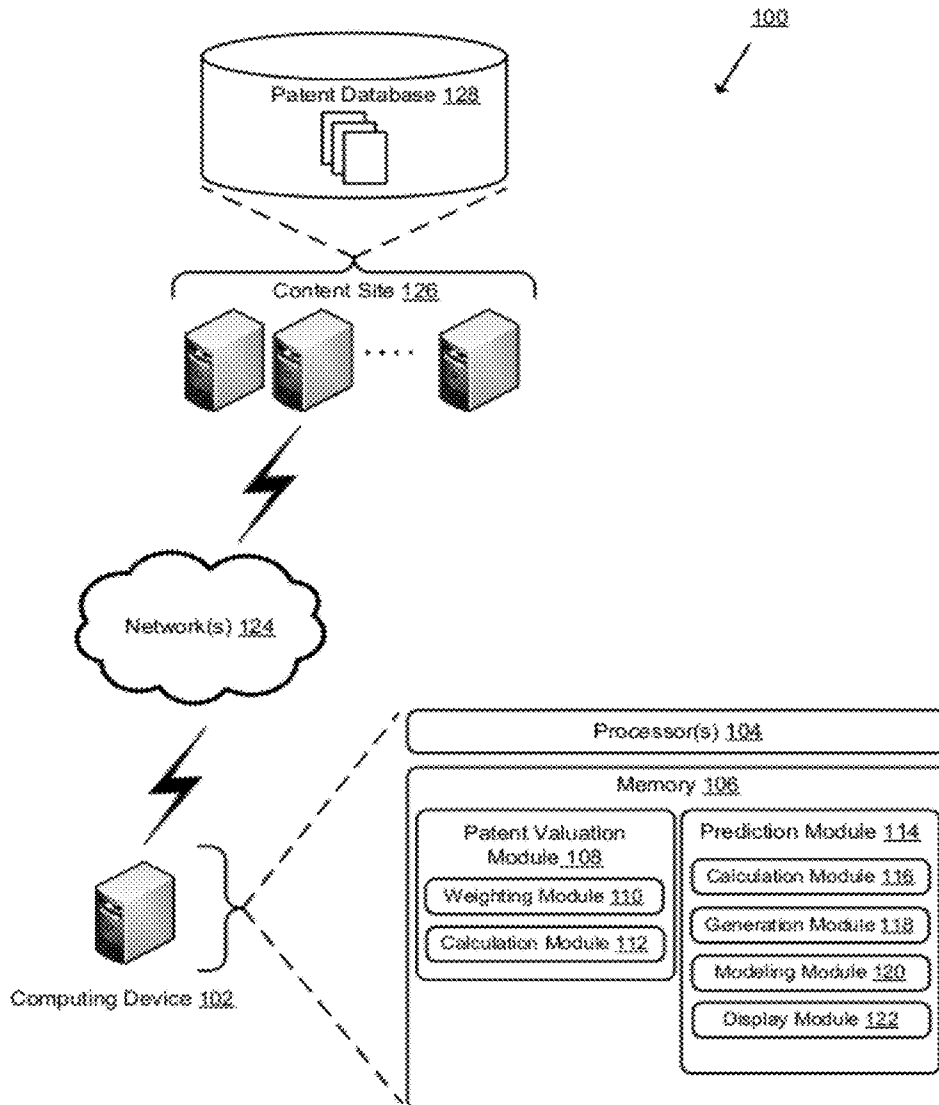 100
Patent Database 128
Content Site 126
Network(s) 124
Processor(s) 104
Memory 106
Patent Valuation
Module 108
Weighting Module 110
Calculation Module 112
Prediction Module 114
Calculation Module 116
Generation Module 118
Modeling Module 120
Display Module 122
Computing Device 102